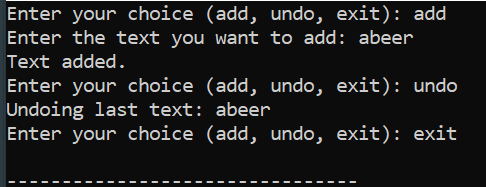 Enter your choice (add, undo, exit): add
Enter the text you want to add: abeer
Text added.
Enter your choice (add, undo, exit): undo
Undoing last text: abeer
Enter your choice (add, undo, exit): exit
--------------------------------